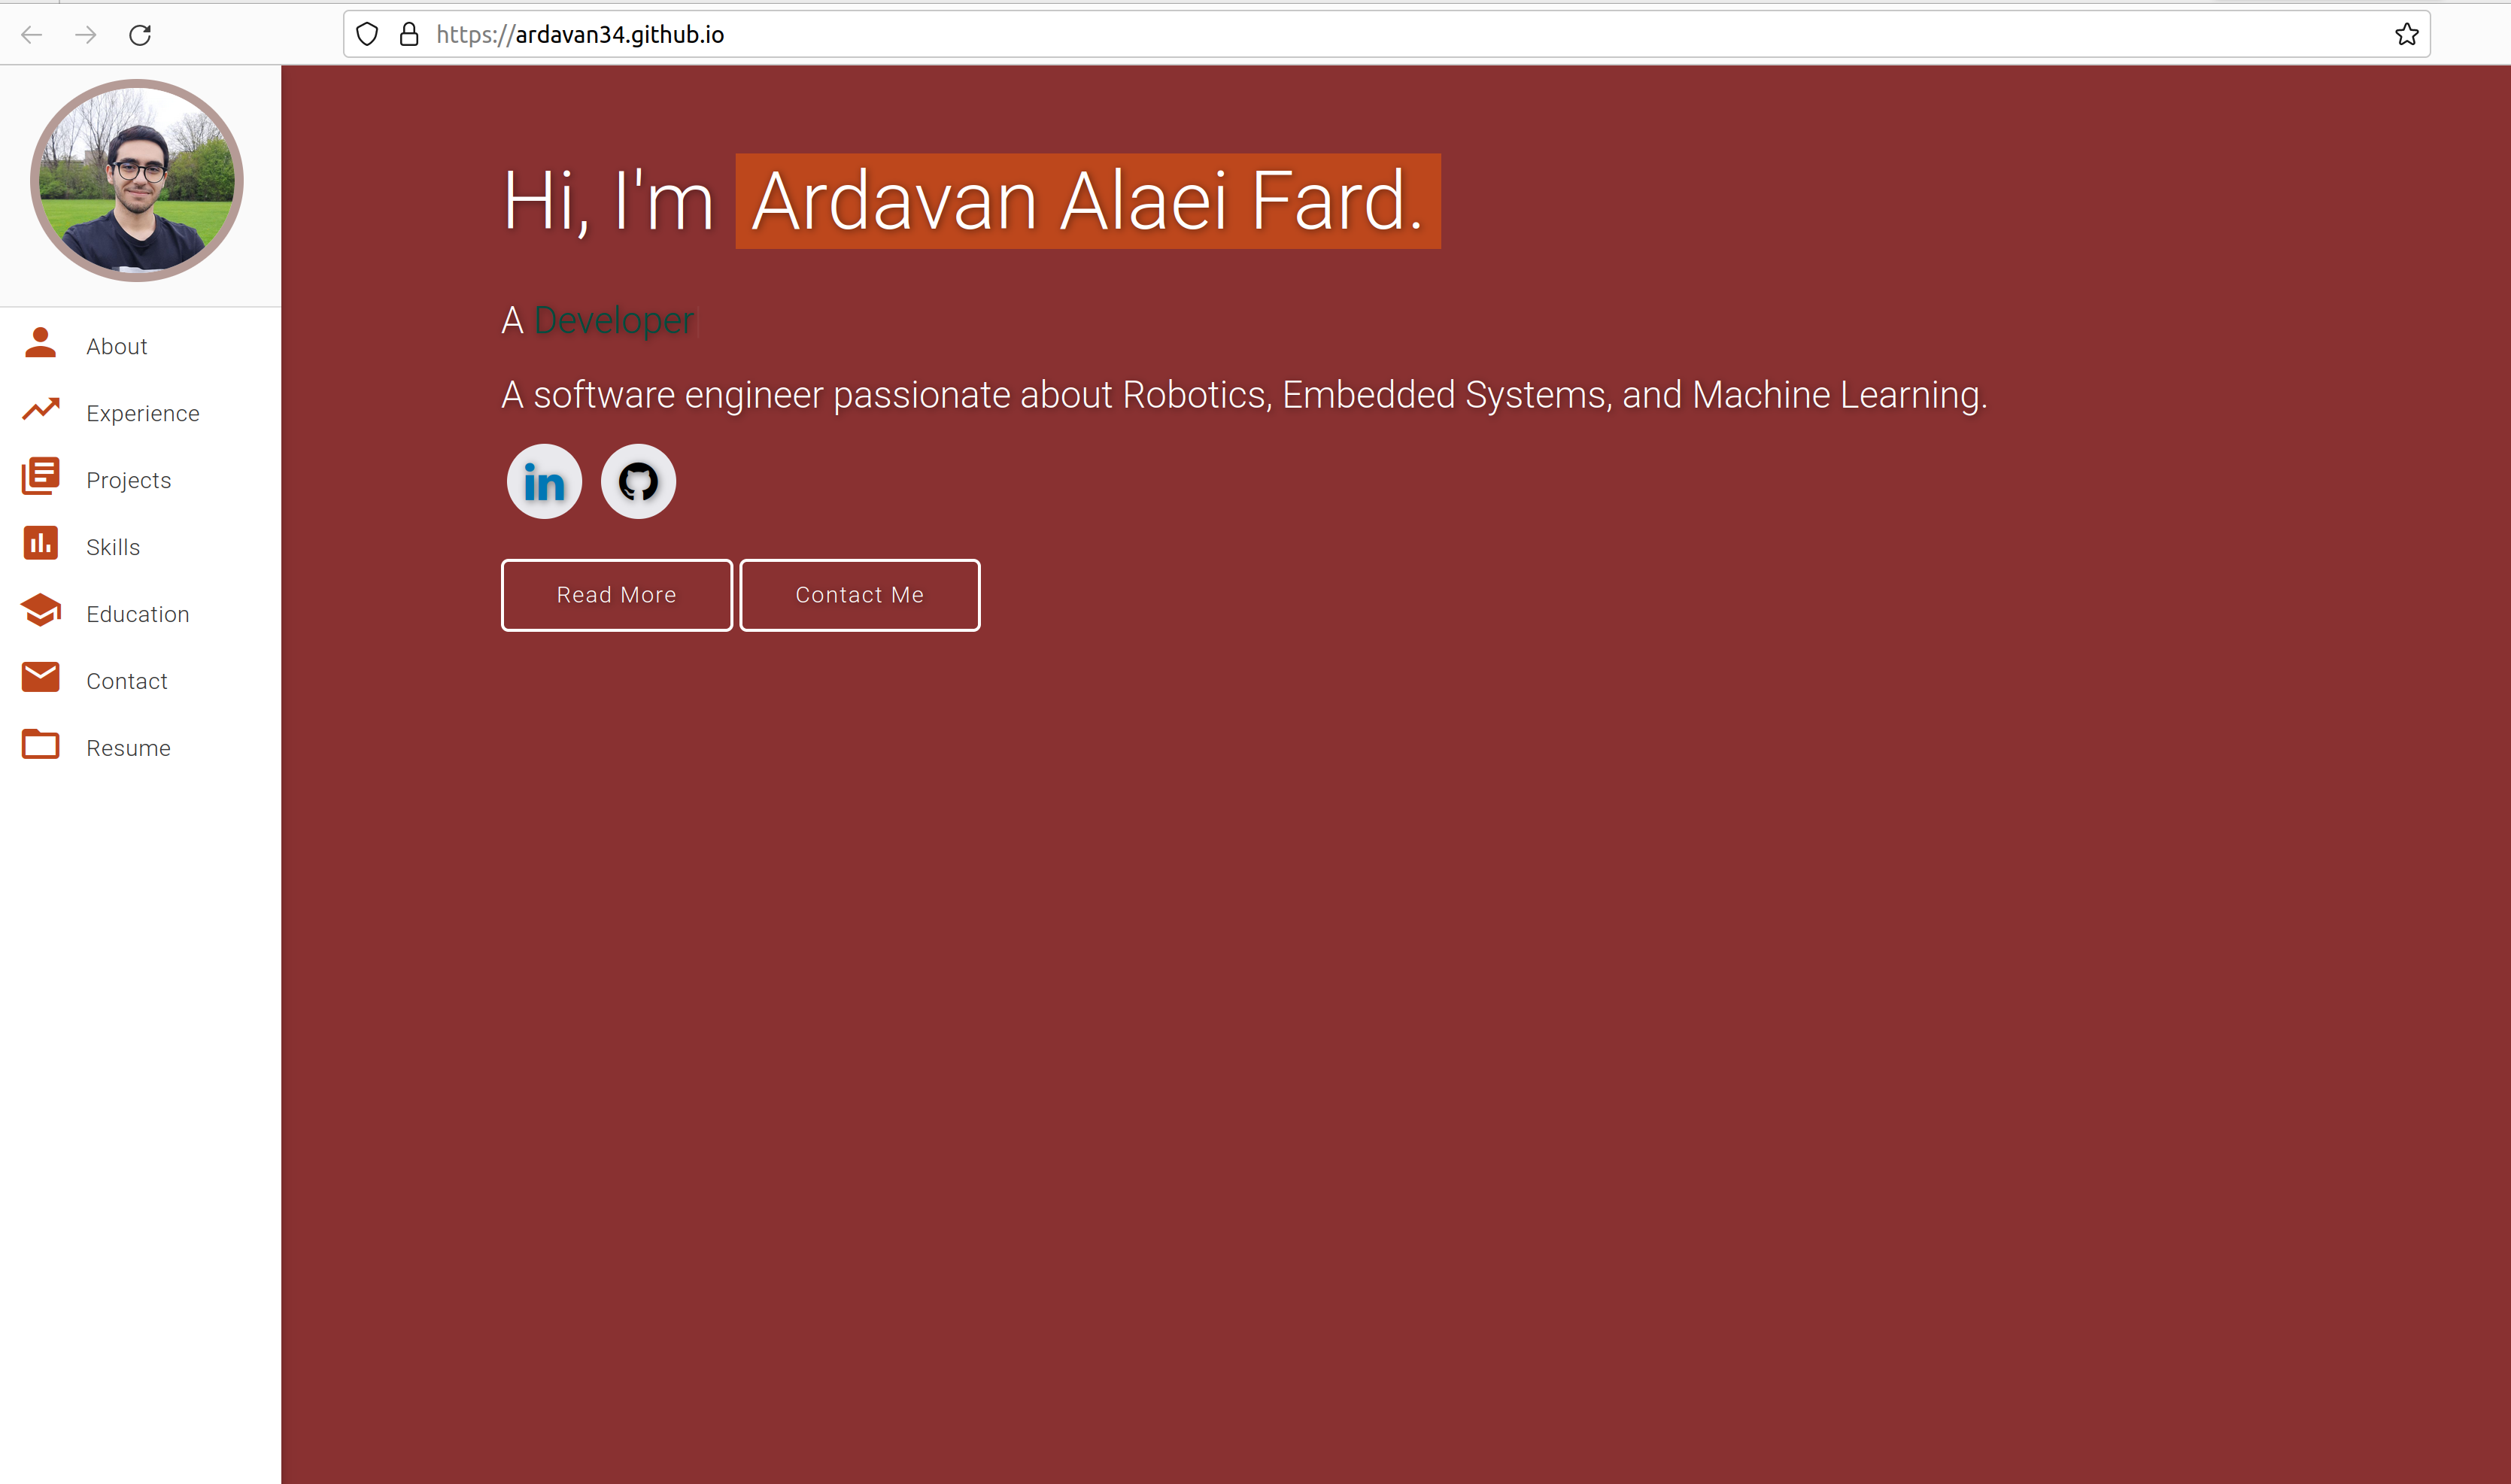 https://ardavan34.github.io
About
Experience
Projects
Skills
Education
Contact
Resume
Hi, I'm Ardavan Alaei Fard.
A Developer
A software engineer passionate about Robotics, Embedded Systems, and Machine Learning.
in
Read More
Contact Me